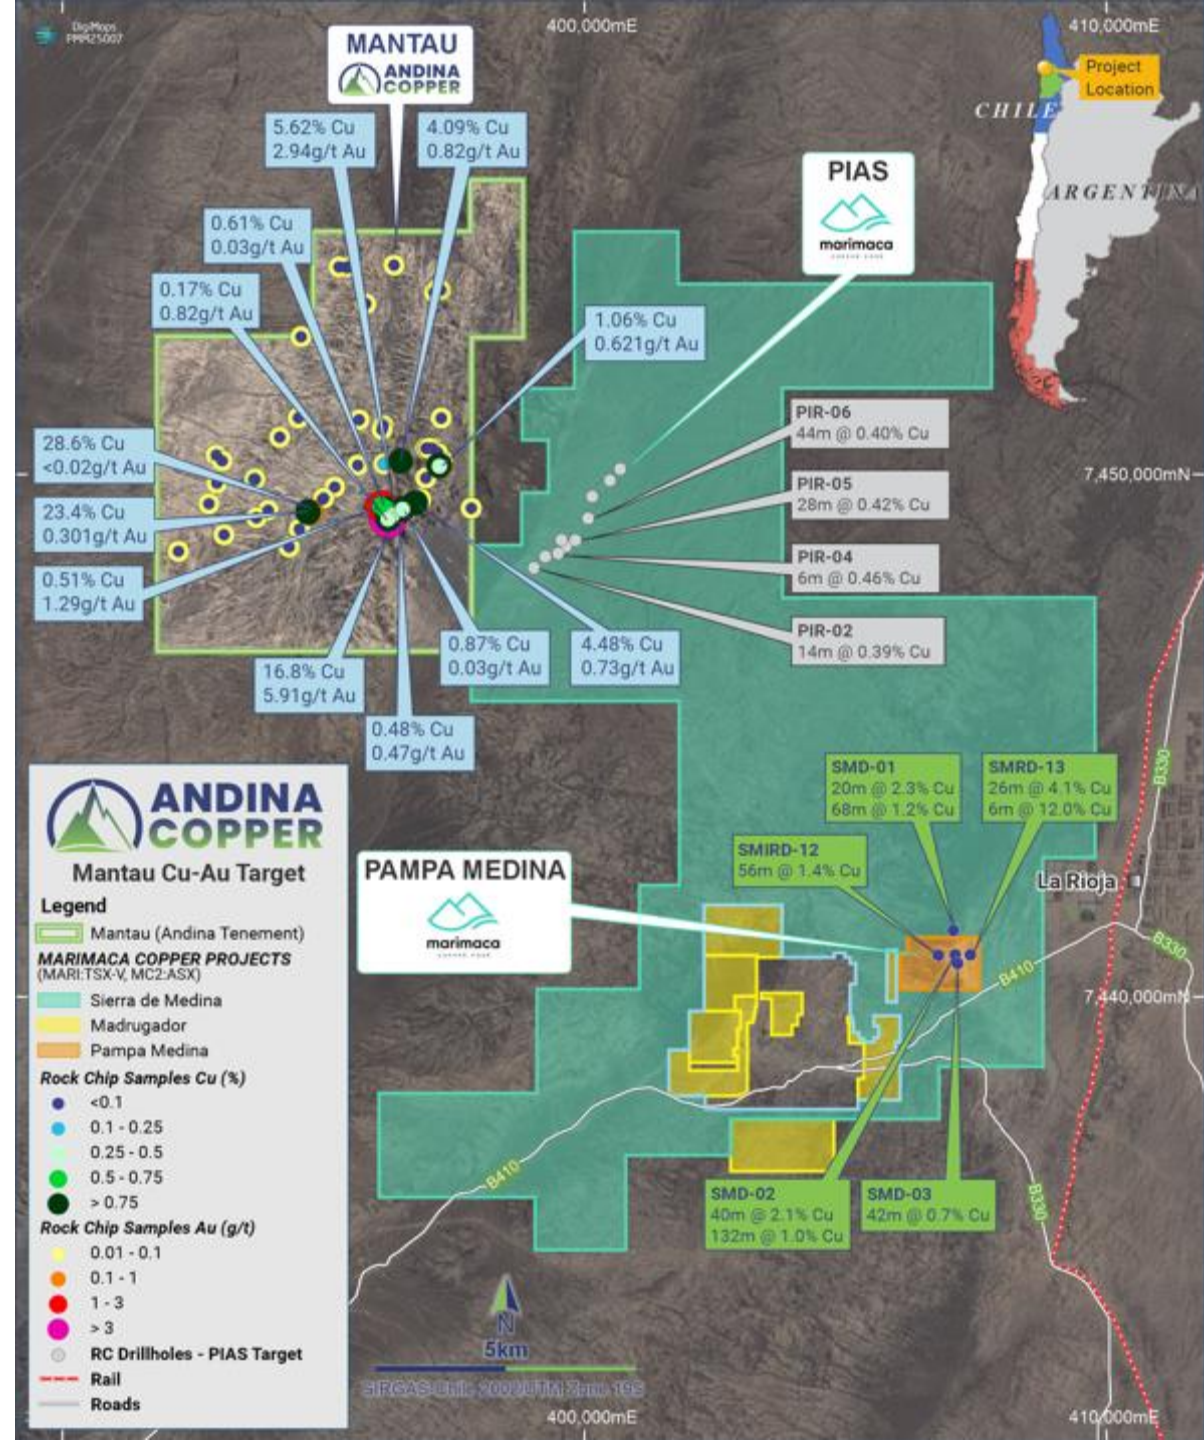 DigiMaps
PMM25007
400,000mE
410,000mE
MANTAU
ANDINA
COPPER
Project
Location
CHILE
ARGENTINA
5.62% Cu
2.94g/t Au
4.09% Cu
0.82g/t Au
PIAS
marimaca
COPPER CORP
0.61% Cu
0.03g/t Au
0.17% Cu
0.82g/t Au
1.06% Cu
0.621g/t Au
28.6% Cu
<0.02g/t Au
23.4% Cu
0.301g/t Au
0.51% Cu
1.29g/t Au
PIR-06
44m @ 0.40% Cu
7,450,000mN
PIR-05
28m @ 0.42% Cu
PIR-04
6m @ 0.46% Cu
PIR-02
14m @ 0.39% Cu
16.8% Cu
5.91g/t Au
0.87% Cu
0.03g/t Au
4.48% Cu
0.73g/t Au
0.48% Cu
0.47g/t Au
SMD-01
20m @ 2.3% Cu
68m @ 1.2% Cu
SMRD-13
26m @ 4.1% Cu
6m @ 12.0% Cu
B330
SMIRD-12
56m @ 1.4% Cu
PAMPA MEDINA
marimaca
COPPER CORP
La Rioja
B330
B410
7,440,000mN
B410
B330
SMD-02
40m @ 2.1% Cu
132m @ 1.0% Cu
SMD-03
42m @ 0.7% Cu
ANDINA
COPPER
Mantau Cu-Au Target
Legend
Mantau (Andina Tenement)
MARIMACA COPPER PROJECTS
(MARI:TSX-V, MC2:ASX)
Sierra de Medina
Madrugador
Pampa Medina
Rock Chip Samples Cu (%)
<0.1
0.1 - 0.25
0.25 - 0.5
0.5 - 0.75
> 0.75
Rock Chip Samples Au (g/t)
0.01 - 0.1
0.1 - 1
1 - 3
> 3
RC Drillholes - PIAS Target
Rail
Roads
N
5km
SIRGAS-Chile 2002/UTM Zone 19S
400,000mE
410,000mE